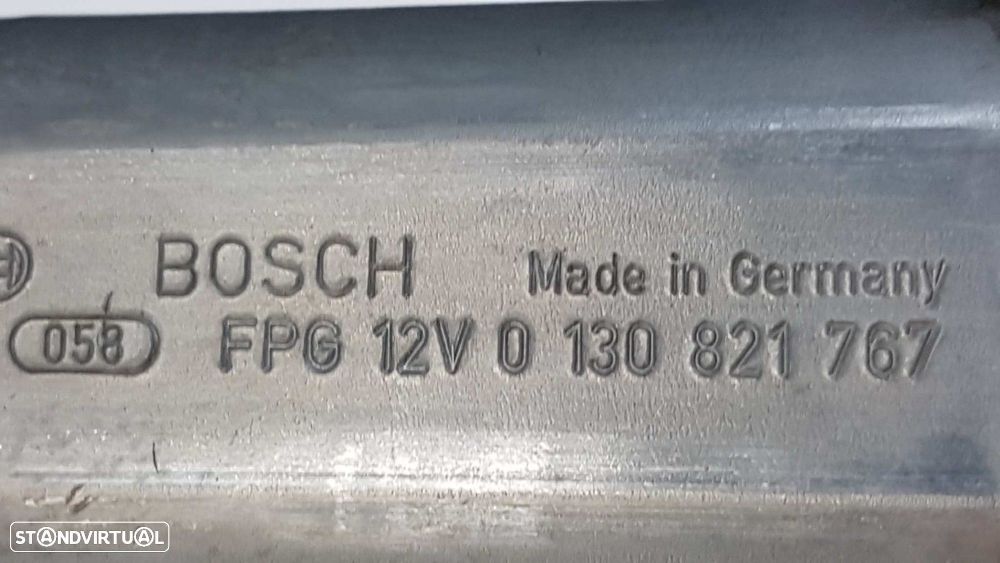 BOSCH Made in Germany
058 FPG 12V 0 130 821 767
STANDVIRTUAL